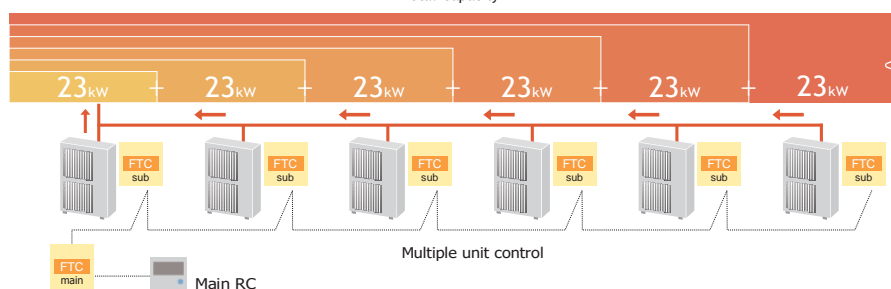 23kW + 23kW + 23kW + 23kW + 23kW + 23kW
FTC sub FTC sub FTC sub FTC sub FTC sub FTC sub
Multiple unit control
FTC main
Main RC